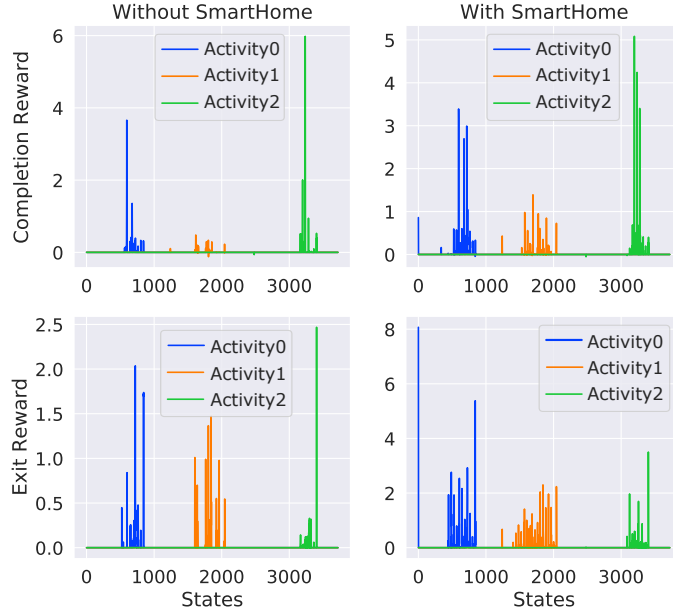 Without SmartHome
With SmartHome
Completion Reward
6
4
2
0
Activity0
Activity1
Activity2
0
1000
2000
3000
5
4
3
2
1
0
Activity0
Activity1
Activity2
0
1000
2000
3000
Exit Reward
2.5
2.0
1.5
1.0
0.5
0.0
Activity0
Activity1
Activity2
0
1000
2000
3000
States
8
6
4
2
0
Activity0
Activity1
Activity2
0
1000
2000
3000
States